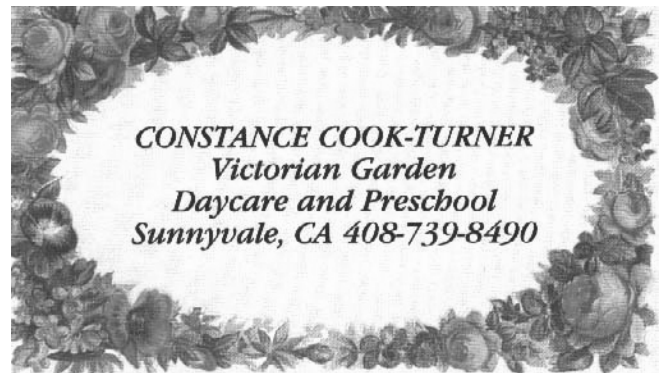 CONSTANCE COOK-TURNER
Victorian Garden
Daycare and Preschool
Sunnyvale, CA 408-739-8490